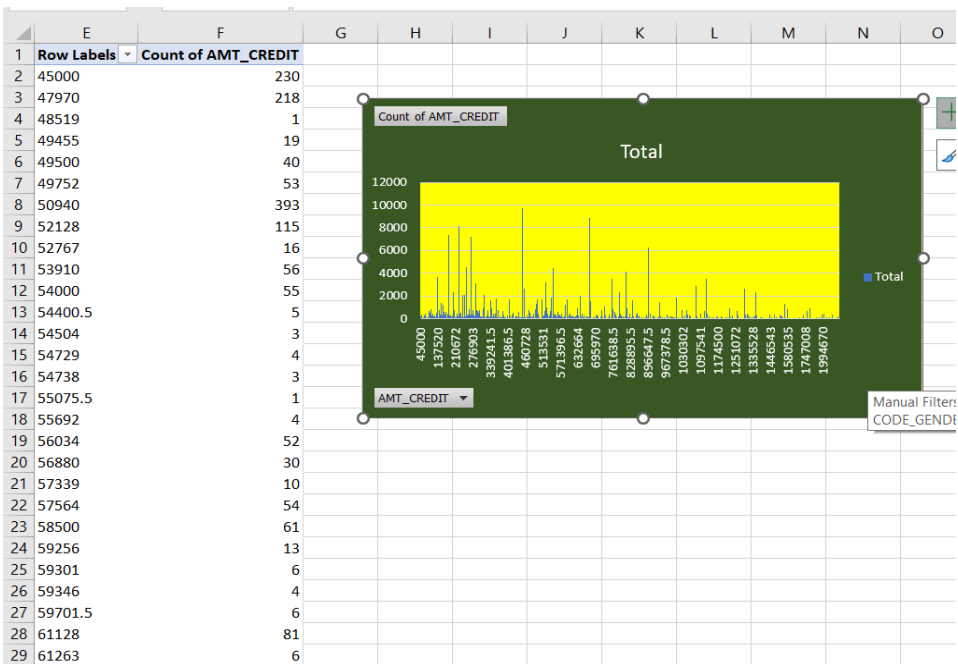 E F G H I J K L M N O
1 Row Labels Count of AMT_CREDIT
2 45000 230
3 47970 218
4 48519 1
5 49455 19
6 49500 40
7 49752 53
8 50940 393
9 52128 115
10 52767 16
11 53910 56
12 54000 55
13 54400.5 5
14 54504 3
15 54729 4
16 54738 3
17 55075.5 1
18 55692 4
19 56034 52
20 56880 30
21 57339 10
22 57564 54
23 58500 61
24 59256 13
25 59301 6
26 59346 4
27 59701.5 6
28 61128 81
29 61263 6
Count of AMT_CREDIT
Total
12000
10000
8000
6000
4000
2000
0
Total
45000
137520
210672
276903
339241.5
401386.5
460728
513531
571396.5
632664
695970
761638.5
828895.5
896647.5
967378.5
1030302
1097541
1174500
1251072
1335528
1446543
1580535
1747008
1994670
AMT_CREDIT
Manual Filters
CODE_GENDE